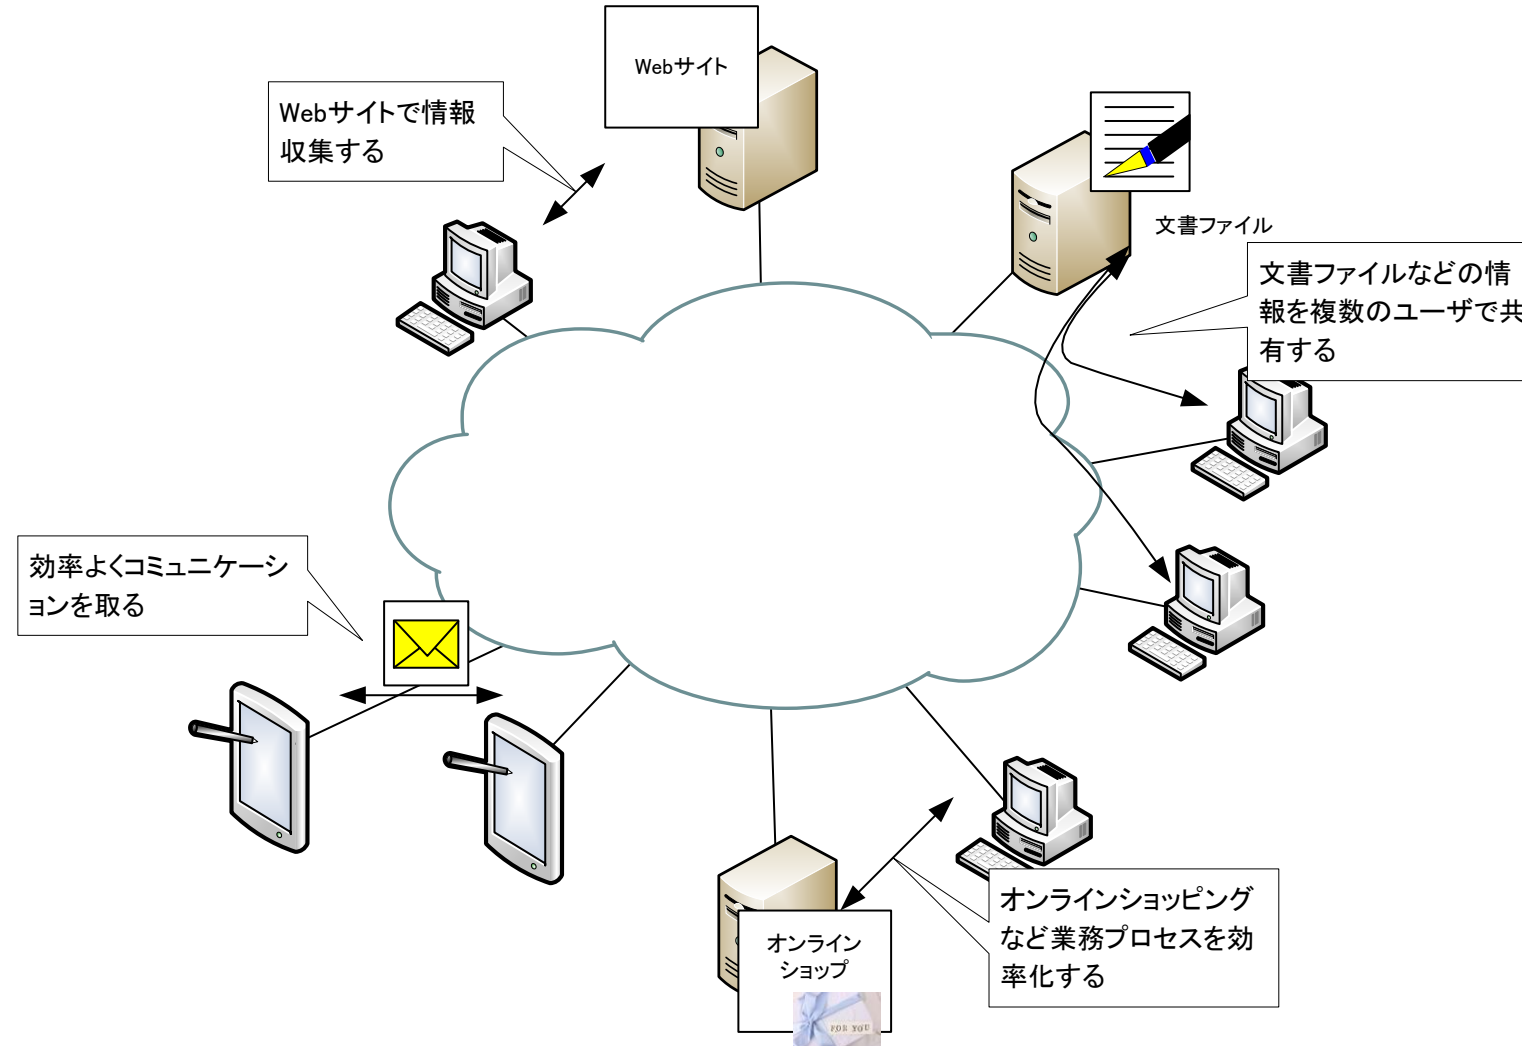 Webサイト
Webサイトで情報
収集する
文書ファイル
文書ファイルなどの情
報を複数のユーザで共
有する
効率よくコミュニケーシ
ョンを取る
オンラインショッピング
など業務プロセスを効
率化する
オンライン
ショップ
FOR YOU